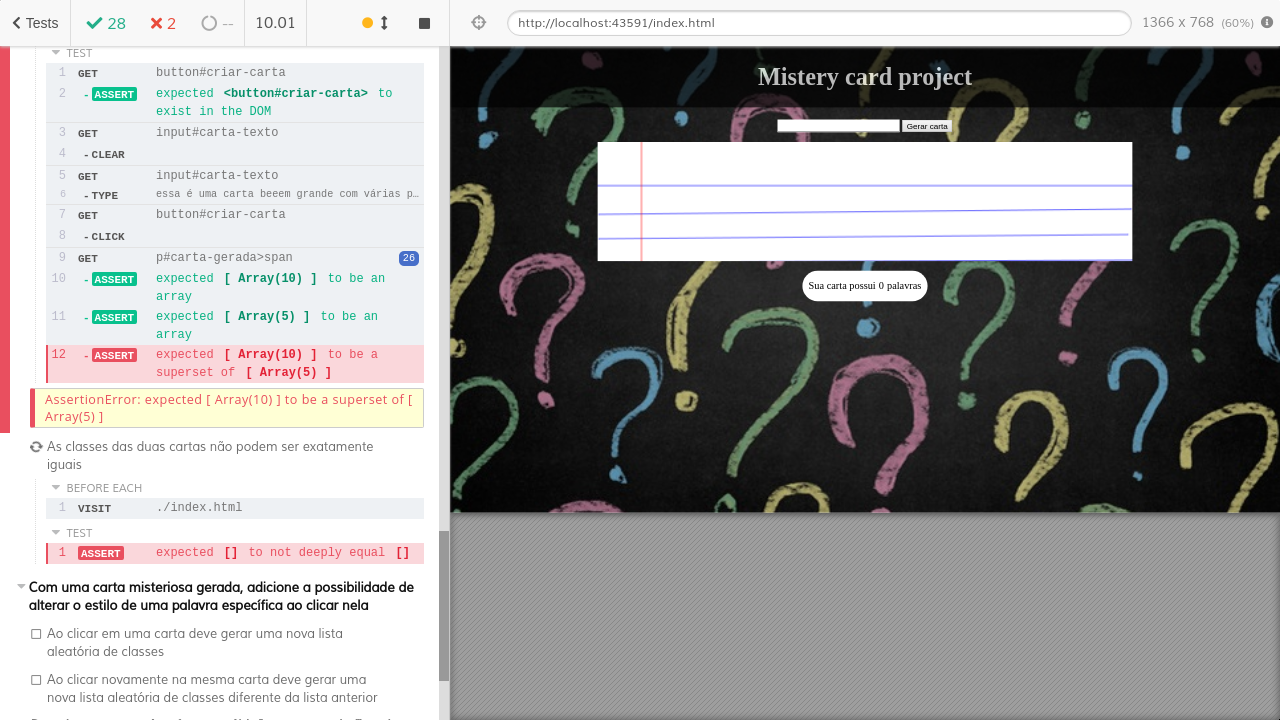 Tests 28 2 -- 10.01 http://localhost:43591/index.html 1366 x 768 (60%)
TEST
1 GET button#criar-carta
2 - ASSERT expected <button#criar-carta> to
exist in the DOM
3 GET input#carta-texto
4 - CLEAR
5 GET input#carta-texto
6 - TYPE essa é uma carta beeem grande com várias p…
7 GET button#criar-carta
8 - CLICK
9 GET p#carta-gerada>span 26
10 - ASSERT expected [ Array(10) ] to be an
array
11 - ASSERT expected [ Array(5) ] to be an
array
12 - ASSERT expected [ Array(10) ] to be a
superset of [ Array(5) ]
AssertionError: expected [ Array(10) ] to be a superset of [
Array(5) ]
As classes das duas cartas não podem ser exatamente
iguais
BEFORE EACH
1 VISIT ./index.html
TEST
1 ASSERT expected [] to not deeply equal []
Com uma carta misteriosa gerada, adicione a possibilidade de
alterar o estilo de uma palavra específica ao clicar nela
Ao clicar em uma carta deve gerar uma nova lista
aleatória de classes
Ao clicar novamente na mesma carta deve gerar uma
nova lista aleatória de classes diferente da lista anterior
Mistery card project
Gerar carta
Sua carta possui 0 palavras